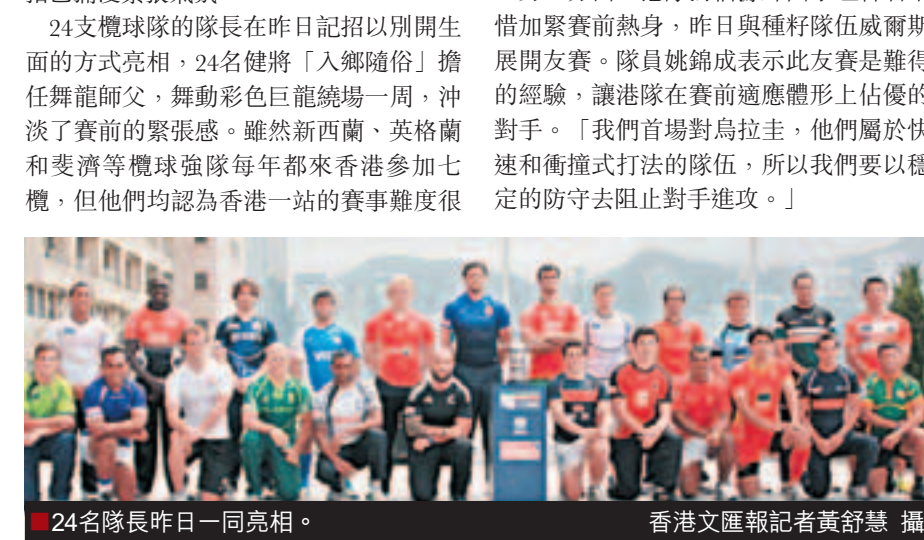 24支欖球隊的隊長在昨日記招以別開生
面的方式亮相，24名健將「入鄉隨俗」擔
任舞龍師父，舞動彩色巨龍繞場一周，沖
淡了賽前的緊張感。雖然新西蘭、英格蘭
和斐濟等欖球強隊每年都來香港參加七
欖，但他們均認為香港一站的賽事難度很
惜加緊賽前熱身，昨日與種籽隊伍威爾斯
展開友賽。隊員姚錦成表示此友賽是難得
的經驗，讓港隊在賽前適應體形上佔優的
對手。「我們首場對烏拉圭，他們屬於快
速和衝撞式打法的隊伍，所以我們要以穩
定的防守去阻止對手進攻。」
■24名隊長昨日一同亮相。 香港文匯報記者黃舒慧 攝